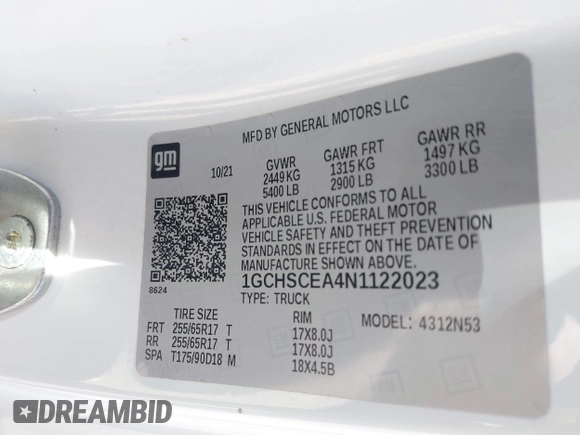 MFD BY GENERAL MOTORS LLC
gm
10/21
GVWR GAWR FRT GAWR RR
2449 KG 1315 KG 1497 KG
5400 LB 2900 LB 3300 LB
THIS VEHICLE CONFORMS TO ALL
APPLICABLE U.S. FEDERAL MOTOR
VEHICLE SAFETY AND THEFT PREVENTION
STANDARDS IN EFFECT ON THE DATE OF
MANUFACTURE SHOWN ABOVE.
8624
1GCHSCEA4N1122023
TYPE: TRUCK
TIRE SIZE RIM MODEL: 4312N53
FRT 255/65R17 T 17X8.0J
RR 255/65R17 T 17X8.0J
SPA T175/90D18 M 18X4.5B
DREAMBID